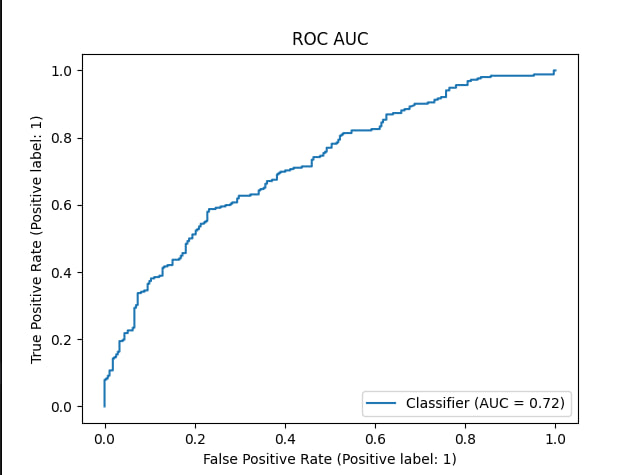 ROC AUC
True Positive Rate (Positive label: 1)
1.0
0.8
0.6
0.4
0.2
0.0
Classifier (AUC = 0.72)
0.0 0.2 0.4 0.6 0.8 1.0
False Positive Rate (Positive label: 1)